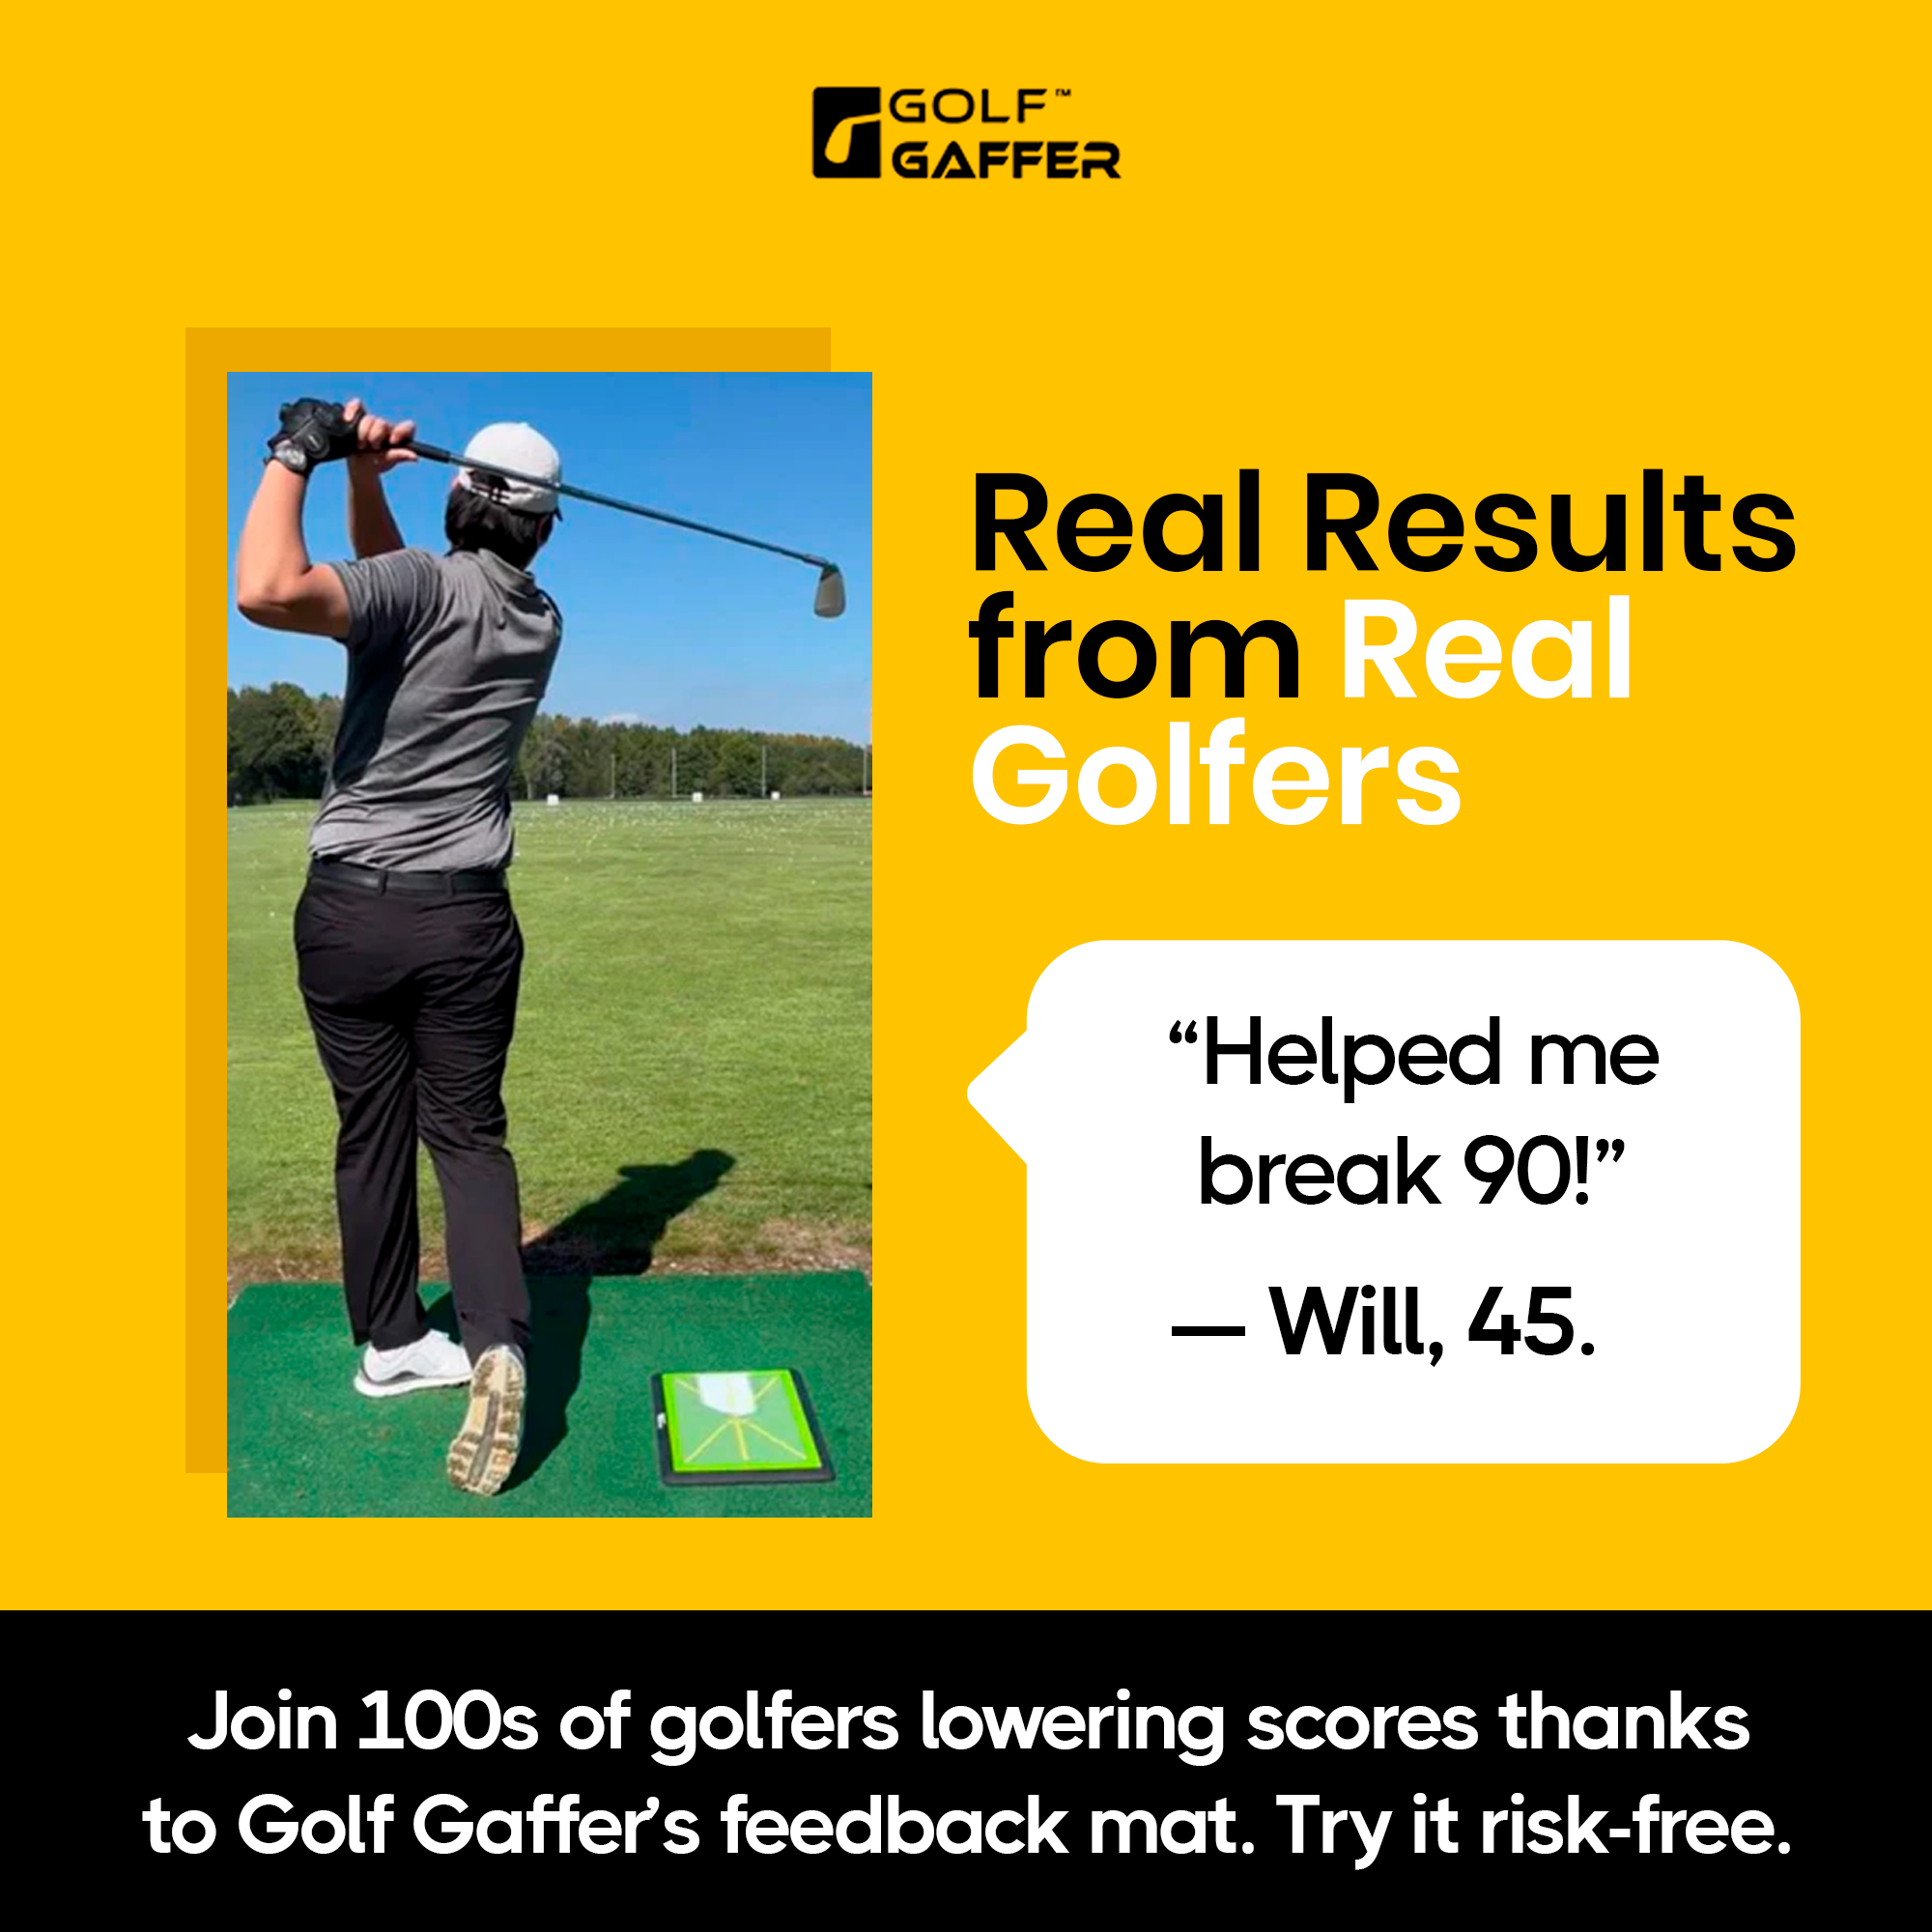 GOLF™
GAFFER
Real Results
from Real
Golfers
“Helped me
break 90!”
— Will, 45.
Join 100s of golfers lowering scores thanks
to Golf Gaffer’s feedback mat. Try it risk-free.